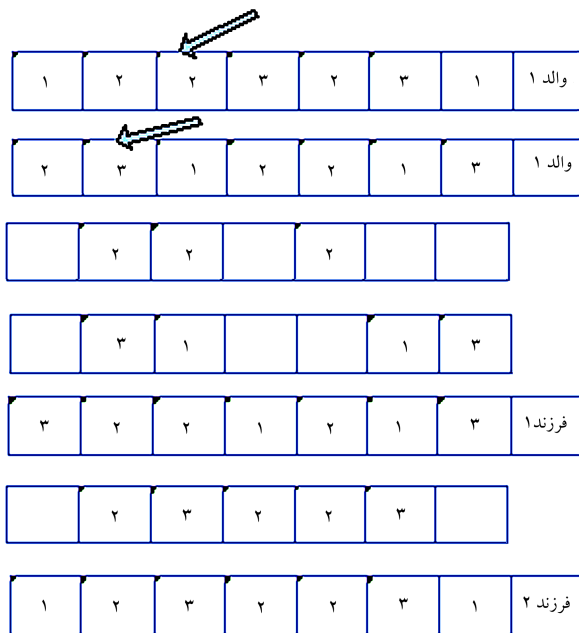 والد ۱ ۱ ۳ ۲ ۳ ۲ ۲ ۱
والد ۱ ۳ ۱ ۲ ۲ ۱ ۳ ۲
۲ ۲ ۲
۳ ۱ ۱ ۳
فرزند۱ ۳ ۱ ۲ ۱ ۲ ۲ ۳
۳ ۲ ۲ ۳ ۲
فرزند ۲ ۱ ۳ ۲ ۲ ۳ ۲ ۱